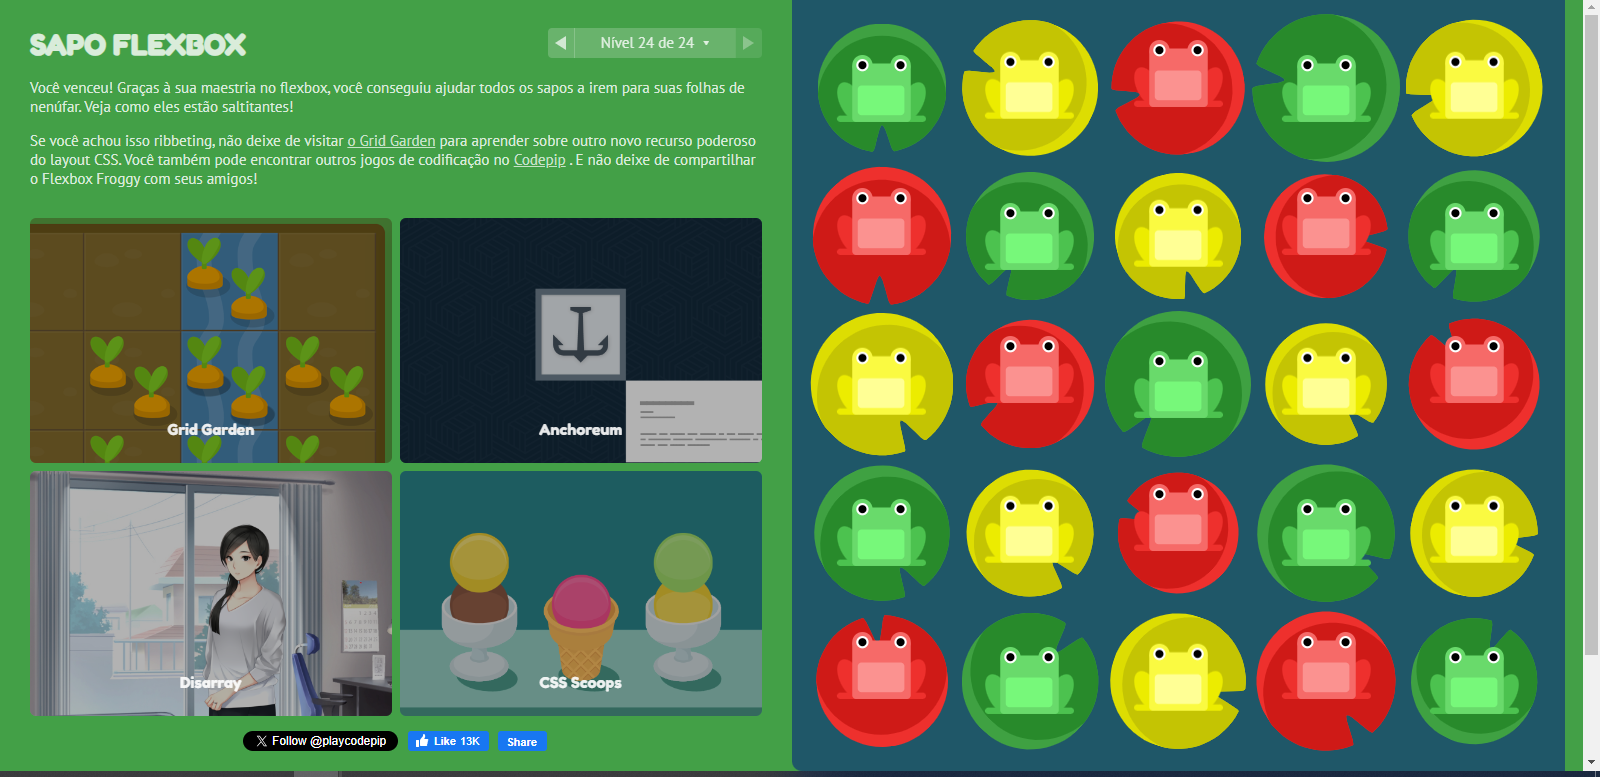 SAPO FLEXBOX
Nível 24 de 24
Você venceu! Graças à sua maestria no flexbox, você conseguiu ajudar todos os sapos a irem para suas folhas de
nenúfar. Veja como eles estão saltitantes!
Se você achou isso ribbeting, não deixe de visitar o Grid Garden para aprender sobre outro novo recurso poderoso
do layout CSS. Você também pode encontrar outros jogos de codificação no Codepip . E não deixe de compartilhar
o Flexbox Froggy com seus amigos!
Grid Garden
Anchoreum
Disarray
CSS Scoops
Follow @playcodepip
Like 13K
Share